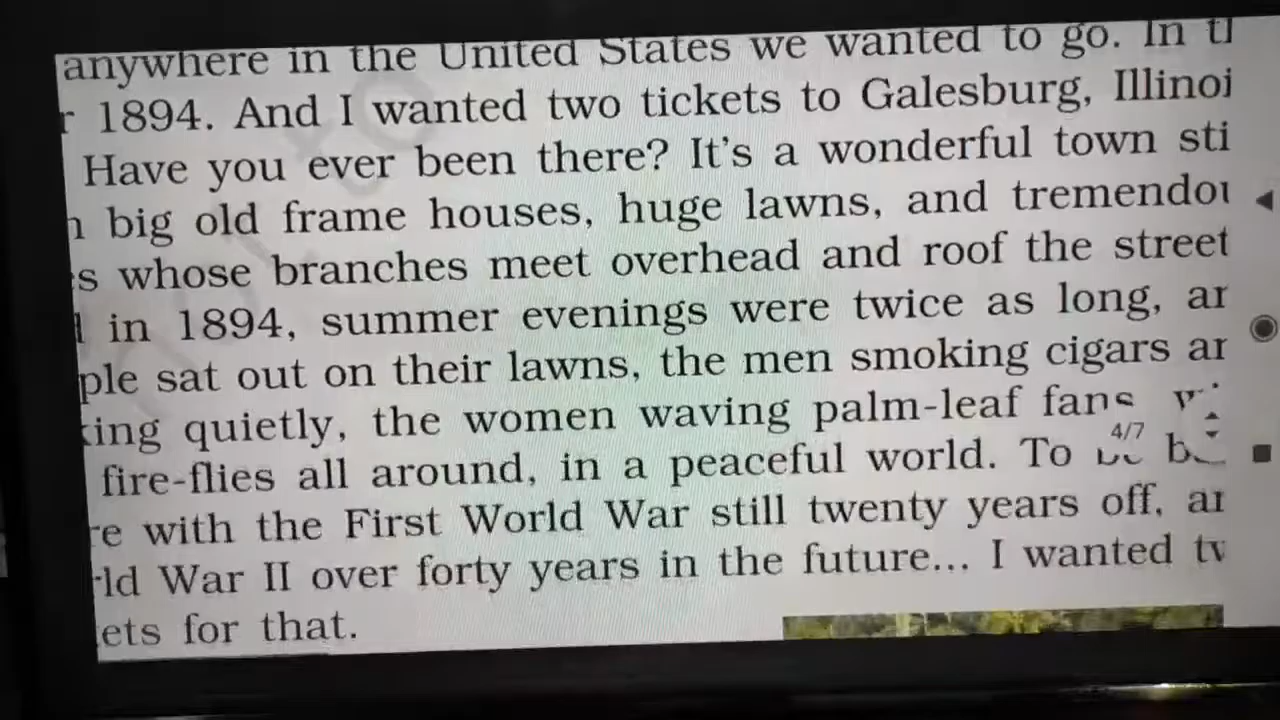 anywhere in the United States we wanted to go. In
1894. And I wanted two tickets to Galesburg,
Have you ever been there? It's a wonderful town
big old frame houses, huge lawns, and
whose branches meet overhead and roof the street
in 1894, summer evenings were twice as long,
ple sat out on their lawns, the men smoking cigars
king quietly, the women waving palm-leaf fans
4/7
fire-flies all around, in a peaceful world. To
with the First World War still twenty years off,
War II over forty years in the future... I wanted
ets for that.